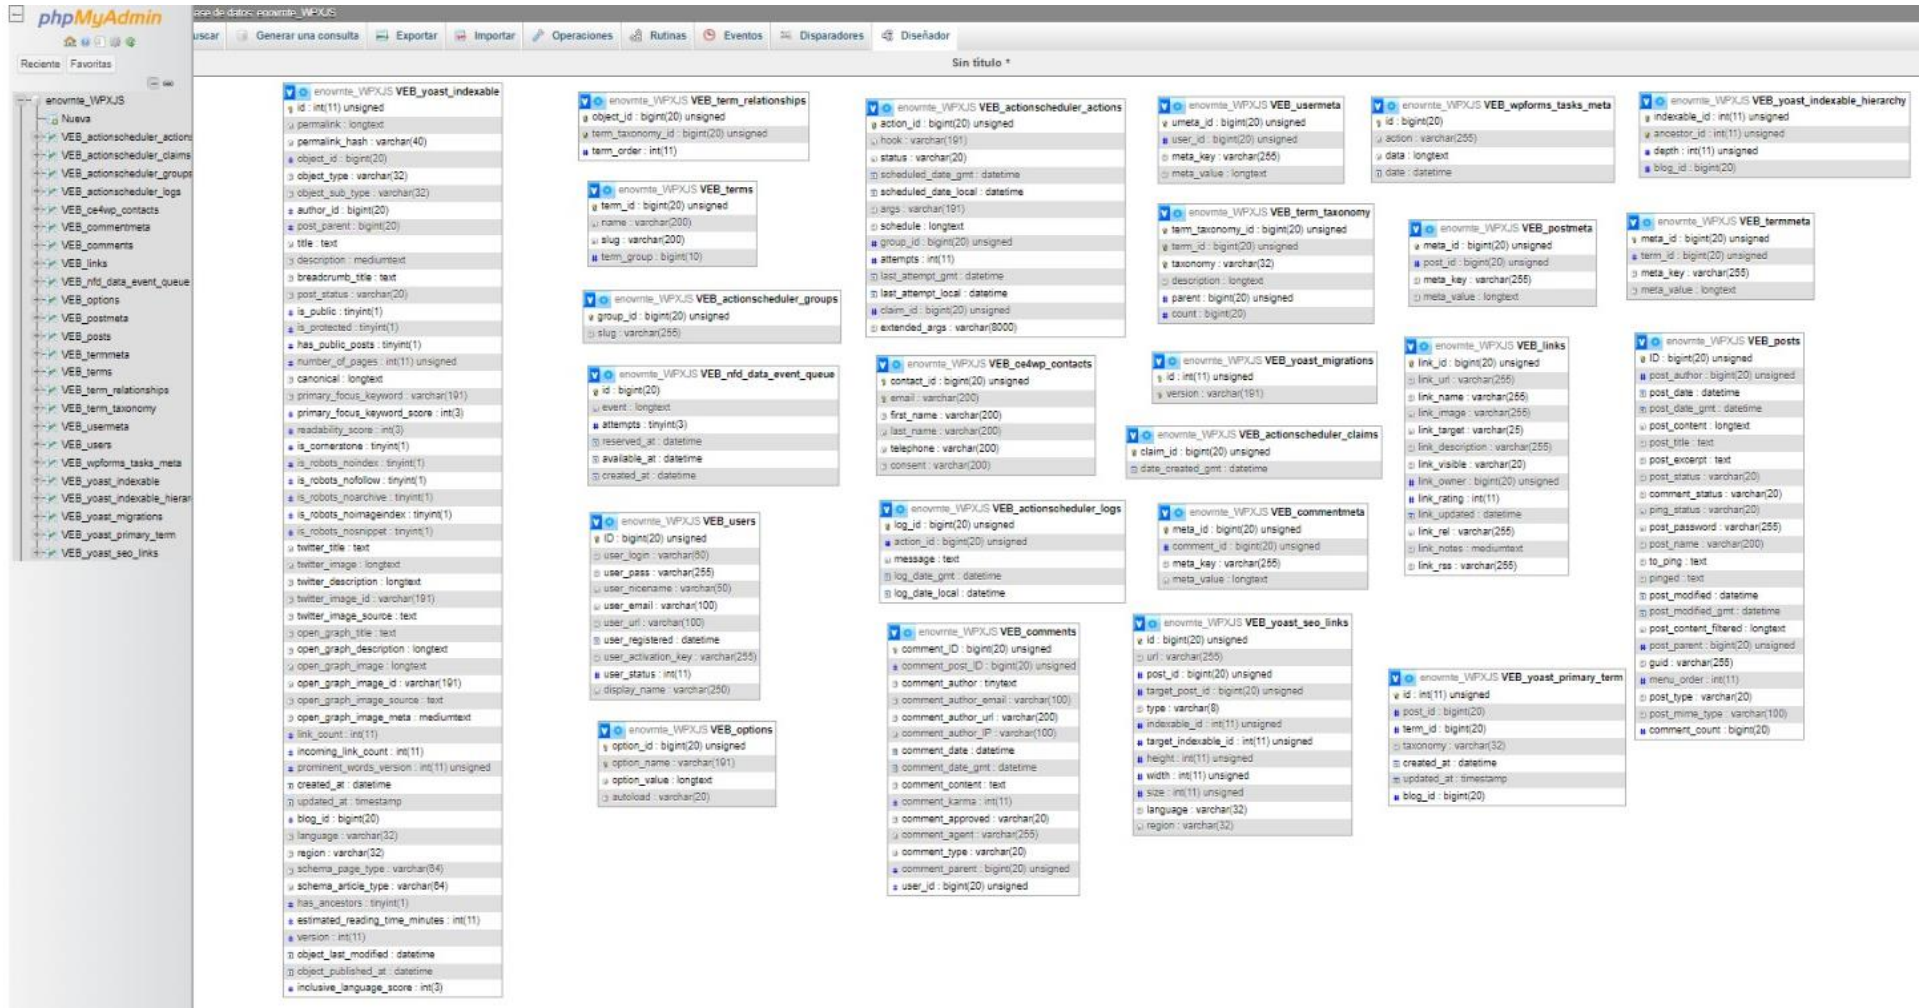 phpMyAdmin
ase de datos: enovrnte_WPXJS
uscar
Generar una consulta
Exportar
Importar
Operaciones
Rutinas
Eventos
Disparadores
Diseñador
Reciente
Favoritas
Sin título *
enovrnte_WPXJS
Nueva
VEB_actionscheduler_actions
VEB_actionscheduler_claims
VEB_actionscheduler_groups
VEB_actionscheduler_logs
VEB_ce4wp_contacts
VEB_commentmeta
VEB_comments
VEB_links
VEB_nfd_data_event_queue
VEB_options
VEB_postmeta
VEB_posts
VEB_termmeta
VEB_terms
VEB_term_relationships
VEB_term_taxonomy
VEB_usermeta
VEB_users
VEB_wpforms_tasks_meta
VEB_yoast_indexable
VEB_yoast_indexable_hierar
VEB_yoast_migrations
VEB_yoast_primary_term
VEB_yoast_seo_links
enovrnte_WPXJS VEB_yoast_indexable
id : int(11) unsigned
permalink : longtext
permalink_hash : varchar(40)
object_id : bigint(20)
object_type : varchar(32)
object_sub_type : varchar(32)
author_id : bigint(20)
post_parent : bigint(20)
title : text
description : mediumtext
breadcrumb_title : text
post_status : varchar(20)
is_public : tinyint(1)
is_protected : tinyint(1)
has_public_posts : tinyint(1)
number_of_pages : int(11) unsigned
canonical : longtext
primary_focus_keyword : varchar(191)
primary_focus_keyword_score : int(3)
readability_score : int(3)
is_cornerstone : tinyint(1)
is_robots_noindex : tinyint(1)
is_robots_nofollow : tinyint(1)
is_robots_noarchive : tinyint(1)
is_robots_noimageindex : tinyint(1)
is_robots_nosnippet : tinyint(1)
twitter_title : text
twitter_image : longtext
twitter_description : longtext
twitter_image_id : varchar(191)
twitter_image_source : text
open_graph_title : text
open_graph_description : longtext
open_graph_image : longtext
open_graph_image_id : varchar(191)
open_graph_image_source : text
open_graph_image_meta : mediumtext
link_count : int(11)
incoming_link_count : int(11)
prominent_words_version : int(11) unsigned
created_at : datetime
updated_at : timestamp
blog_id : bigint(20)
language : varchar(32)
region : varchar(32)
schema_page_type : varchar(64)
schema_article_type : varchar(64)
has_ancestors : tinyint(1)
estimated_reading_time_minutes : int(11)
version : int(11)
object_last_modified : datetime
object_published_at : datetime
inclusive_language_score : int(3)
enovrnte_WPXJS VEB_term_relationships
object_id : bigint(20) unsigned
term_taxonomy_id : bigint(20) unsigned
term_order : int(11)
enovrnte_WPXJS VEB_terms
term_id : bigint(20) unsigned
name : varchar(200)
slug : varchar(200)
term_group : bigint(10)
enovrnte_WPXJS VEB_actionscheduler_groups
group_id : bigint(20) unsigned
slug : varchar(255)
enovrnte_WPXJS VEB_nfd_data_event_queue
id : bigint(20)
event : longtext
attempts : tinyint(3)
reserved_at : datetime
available_at : datetime
created_at : datetime
enovrnte_WPXJS VEB_users
ID : bigint(20) unsigned
user_login : varchar(60)
user_pass : varchar(255)
user_nicename : varchar(50)
user_email : varchar(100)
user_url : varchar(100)
user_registered : datetime
user_activation_key : varchar(255)
user_status : int(11)
display_name : varchar(250)
enovrnte_WPXJS VEB_options
option_id : bigint(20) unsigned
option_name : varchar(191)
option_value : longtext
autoload : varchar(20)
enovrnte_WPXJS VEB_actionscheduler_actions
action_id : bigint(20) unsigned
hook : varchar(191)
status : varchar(20)
scheduled_date_gmt : datetime
scheduled_date_local : datetime
args : varchar(191)
schedule : longtext
group_id : bigint(20) unsigned
attempts : int(11)
last_attempt_gmt : datetime
last_attempt_local : datetime
claim_id : bigint(20) unsigned
extended_args : varchar(8000)
enovrnte_WPXJS VEB_ce4wp_contacts
contact_id : bigint(20) unsigned
email : varchar(200)
first_name : varchar(200)
last_name : varchar(200)
telephone : varchar(200)
consent : varchar(200)
enovrnte_WPXJS VEB_actionscheduler_logs
log_id : bigint(20) unsigned
action_id : bigint(20) unsigned
message : text
log_date_gmt : datetime
log_date_local : datetime
enovrnte_WPXJS VEB_comments
comment_ID : bigint(20) unsigned
comment_post_ID : bigint(20) unsigned
comment_author : tinytext
comment_author_email : varchar(100)
comment_author_url : varchar(200)
comment_author_IP : varchar(100)
comment_date : datetime
comment_date_gmt : datetime
comment_content : text
comment_karma : int(11)
comment_approved : varchar(20)
comment_agent : varchar(255)
comment_type : varchar(20)
comment_parent : bigint(20) unsigned
user_id : bigint(20) unsigned
enovrnte_WPXJS VEB_usermeta
umeta_id : bigint(20) unsigned
user_id : bigint(20) unsigned
meta_key : varchar(255)
meta_value : longtext
enovrnte_WPXJS VEB_term_taxonomy
term_taxonomy_id : bigint(20) unsigned
term_id : bigint(20) unsigned
taxonomy : varchar(32)
description : longtext
parent : bigint(20) unsigned
count : bigint(20)
enovrnte_WPXJS VEB_yoast_migrations
id : int(11) unsigned
version : varchar(191)
enovrnte_WPXJS VEB_actionscheduler_claims
claim_id : bigint(20) unsigned
date_created_gmt : datetime
enovrnte_WPXJS VEB_commentmeta
meta_id : bigint(20) unsigned
comment_id : bigint(20) unsigned
meta_key : varchar(255)
meta_value : longtext
enovrnte_WPXJS VEB_yoast_seo_links
id : bigint(20) unsigned
url : varchar(255)
post_id : bigint(20) unsigned
target_post_id : bigint(20) unsigned
type : varchar(8)
indexable_id : int(11) unsigned
target_indexable_id : int(11) unsigned
height : int(11) unsigned
width : int(11) unsigned
size : int(11) unsigned
language : varchar(32)
region : varchar(32)
enovrnte_WPXJS VEB_wpforms_tasks_meta
id : bigint(20)
action : varchar(255)
data : longtext
date : datetime
enovrnte_WPXJS VEB_postmeta
meta_id : bigint(20) unsigned
post_id : bigint(20) unsigned
meta_key : varchar(255)
meta_value : longtext
enovrnte_WPXJS VEB_links
link_id : bigint(20) unsigned
link_url : varchar(255)
link_name : varchar(255)
link_image : varchar(255)
link_target : varchar(25)
link_description : varchar(255)
link_visible : varchar(20)
link_owner : bigint(20) unsigned
link_rating : int(11)
link_updated : datetime
link_rel : varchar(255)
link_notes : mediumtext
link_rss : varchar(255)
enovrnte_WPXJS VEB_yoast_primary_term
id : int(11) unsigned
post_id : bigint(20)
term_id : bigint(20)
taxonomy : varchar(32)
created_at : datetime
updated_at : timestamp
blog_id : bigint(20)
enovrnte_WPXJS VEB_yoast_indexable_hierarchy
indexable_id : int(11) unsigned
ancestor_id : int(11) unsigned
depth : int(11) unsigned
blog_id : bigint(20)
enovrnte_WPXJS VEB_termmeta
meta_id : bigint(20) unsigned
term_id : bigint(20) unsigned
meta_key : varchar(255)
meta_value : longtext
enovrnte_WPXJS VEB_posts
ID : bigint(20) unsigned
post_author : bigint(20) unsigned
post_date : datetime
post_date_gmt : datetime
post_content : longtext
post_title : text
post_excerpt : text
post_status : varchar(20)
comment_status : varchar(20)
ping_status : varchar(20)
post_password : varchar(255)
post_name : varchar(200)
to_ping : text
pinged : text
post_modified : datetime
post_modified_gmt : datetime
post_content_filtered : longtext
post_parent : bigint(20) unsigned
guid : varchar(255)
menu_order : int(11)
post_type : varchar(20)
post_mime_type : varchar(100)
comment_count : bigint(20)